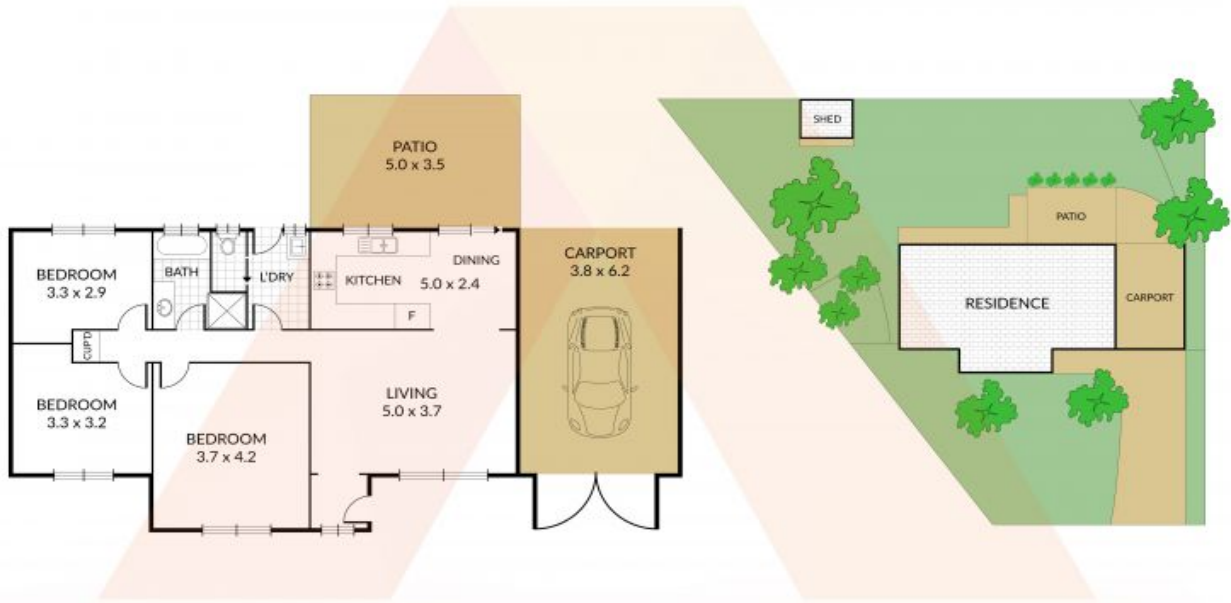 PATIO
5.0 x 3.5
BEDROOM
3.3 x 2.9
BATH
L'DRY
KITCHEN
DINING
5.0 x 2.4
F
CARPORT
3.8 x 6.2
CUP'D
BEDROOM
3.3 x 3.2
BEDROOM
3.7 x 4.2
LIVING
5.0 x 3.7
SHED
PATIO
RESIDENCE
CARPORT